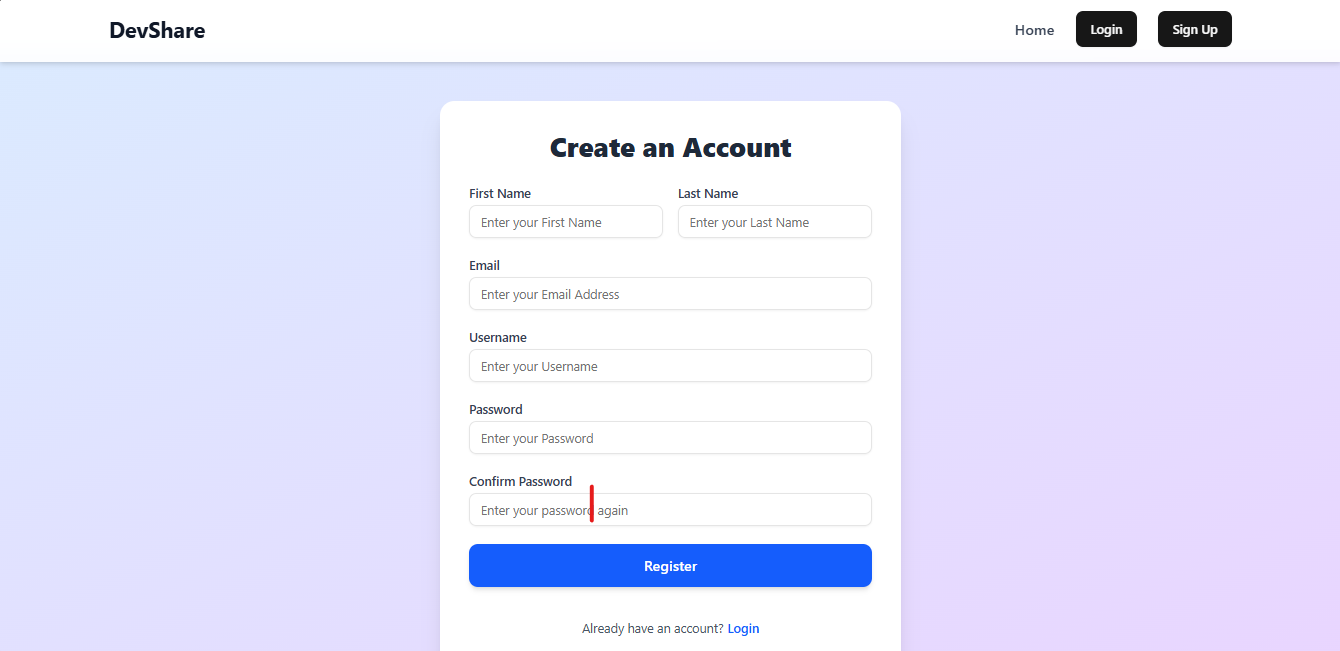 DevShare
Home Login Sign Up
Create an Account
First Name Last Name
Enter your First Name Enter your Last Name
Email
Enter your Email Address
Username
Enter your Username
Password
Enter your Password
Confirm Password
Enter your password again
Register
Already have an account? Login